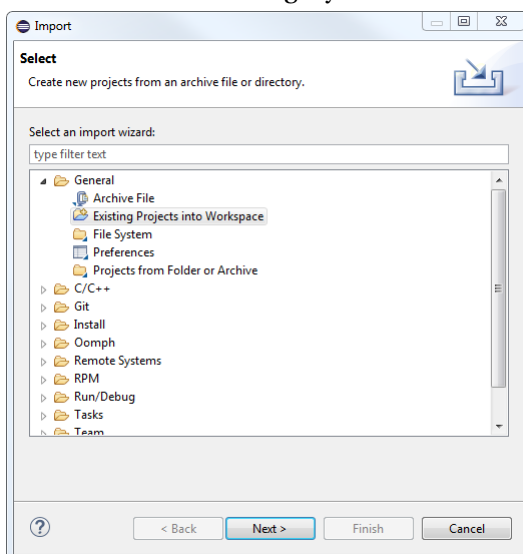 Import
Select
Create new projects from an archive file or directory.
Select an import wizard:
type filter text
General
Archive File
Existing Projects into Workspace
File System
Preferences
Projects from Folder or Archive
C/C++
Git
Install
Oomph
Remote Systems
RPM
Run/Debug
Tasks
Team
?
< Back Next > Finish Cancel